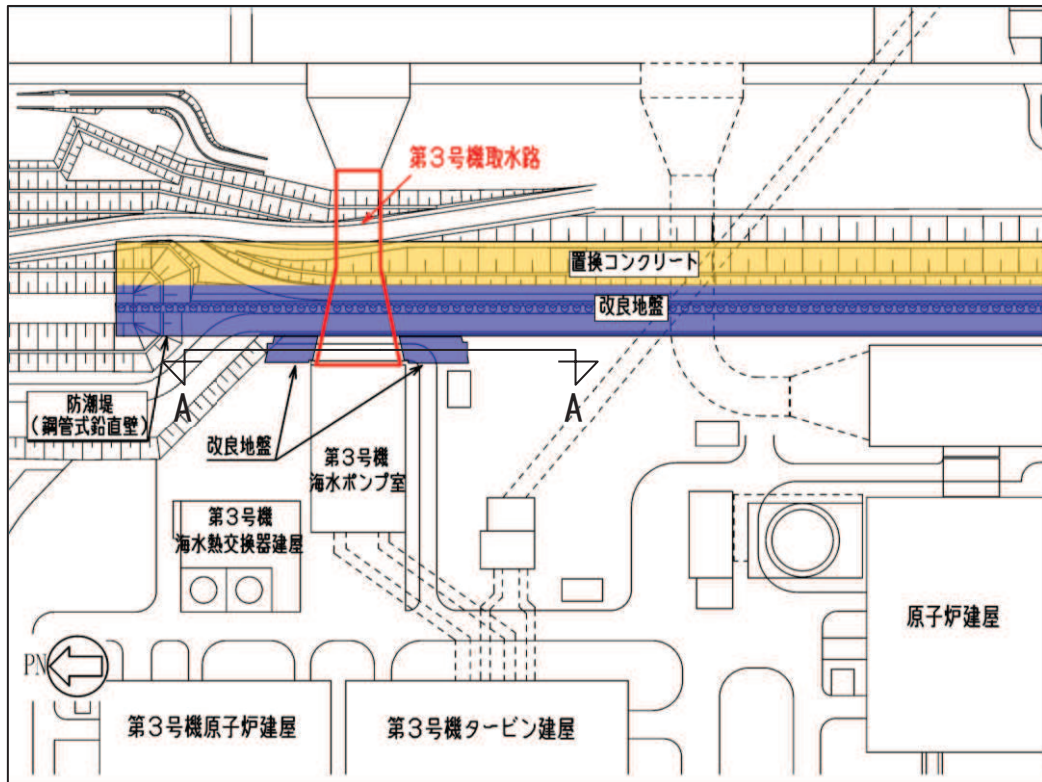 第3号機取水路
置換コンクリート
改良地盤
防潮堤
(鋼管式鉛直壁)
A
A
改良地盤
第3号機
海水ポンプ室
第3号機
海水熱交換器建屋
原子炉建屋
PN
第3号機原子炉建屋
第3号機タービン建屋